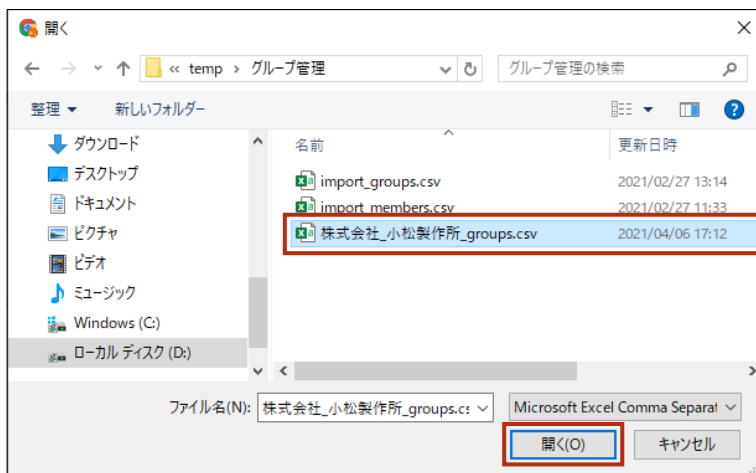 開く
« temp › グループ管理
グループ管理の検索
整理
新しいフォルダー
ダウンロード
デスクトップ
ドキュメント
ピクチャ
ビデオ
ミュージック
Windows (C:)
ローカル ディスク (D:)
名前
更新日時
import_groups.csv
2021/02/27 13:14
import_members.csv
2021/02/27 11:33
株式会社_小松製作所_groups.csv
2021/04/06 17:12
ファイル名(N):
株式会社_小松製作所_groups.cs
Microsoft Excel Comma Separat
開く(O)
キャンセル